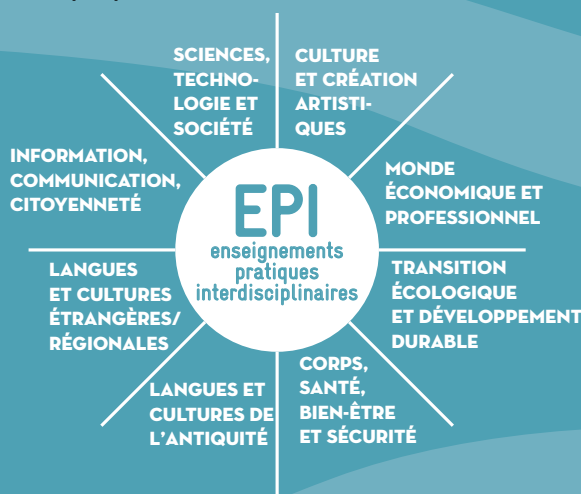 SCIENCES,
TECHNO-
LOGIE ET
SOCIÉTÉ
CULTURE
ET CRÉATION
ARTISTI-
QUES
INFORMATION,
COMMUNICATION,
CITOYENNETÉ
MONDE
ÉCONOMIQUE ET
PROFESSIONNEL
EPI
enseignements
pratiques
interdisciplinaires
LANGUES
ET CULTURES
ÉTRANGÈRES/
RÉGIONALES
TRANSITION
ÉCOLOGIQUE
ET DÉVELOPPEMENT
DURABLE
LANGUES ET
CULTURES DE
L'ANTIQUITÉ
CORPS,
SANTÉ,
BIEN-ÊTRE
ET SÉCURITÉ